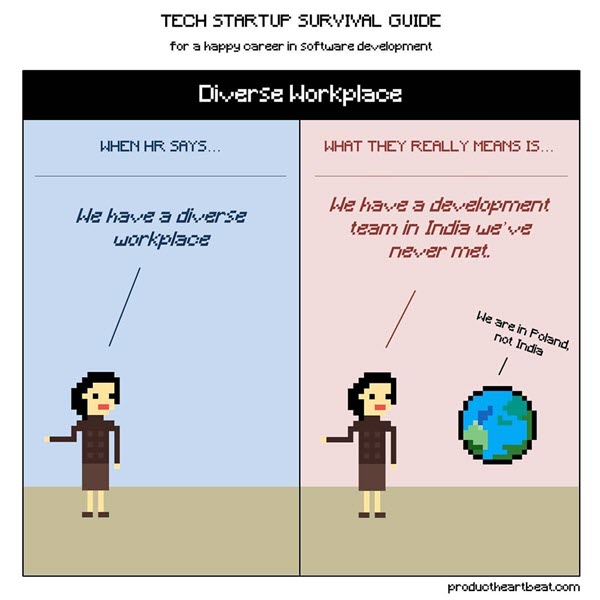 TECH STARTUP SURVIVAL GUIDE
for a happy career in software development
Diverse Workplace
WHEN HR SAYS...
We have a diverse
workplace
WHAT THEY REALLY MEANS IS...
We have a development
team in India we've
never met.
We are in Poland,
not India
productheartbeat.com